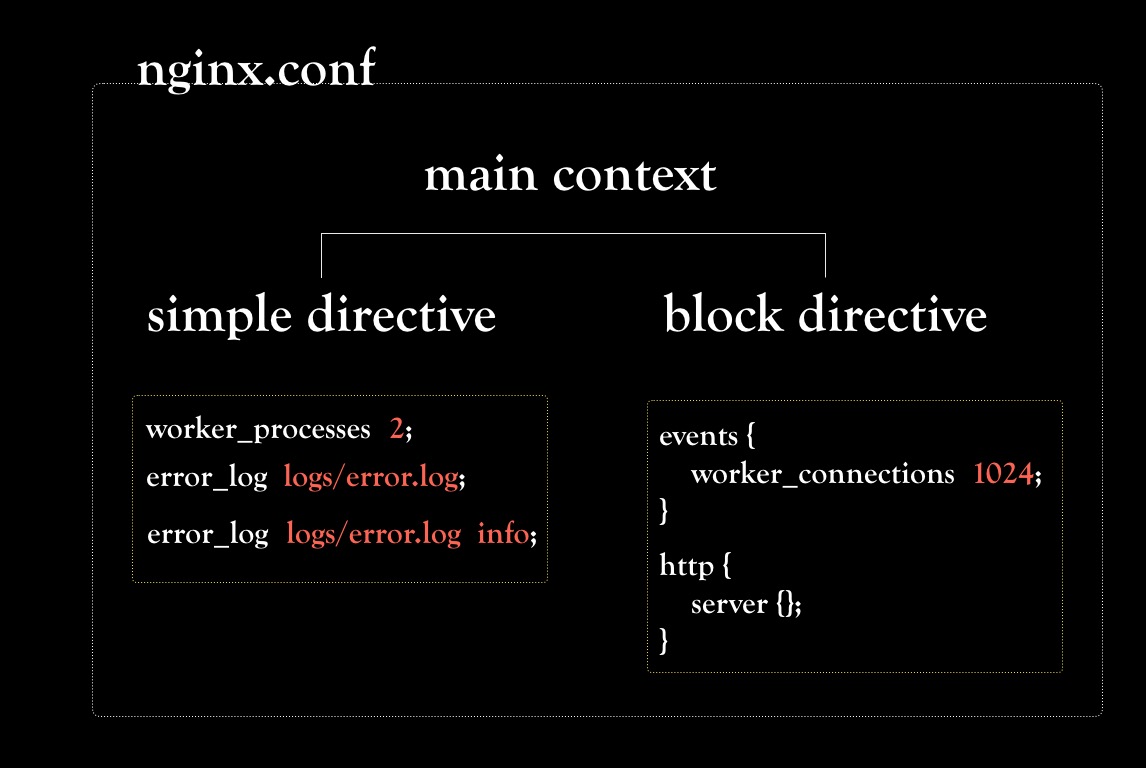 nginx.conf
main context
simple directive
block directive
worker_processes 2;
error_log logs/error.log;
error_log logs/error.log info;
events {
worker_connections 1024;
}
http {
server {};
}